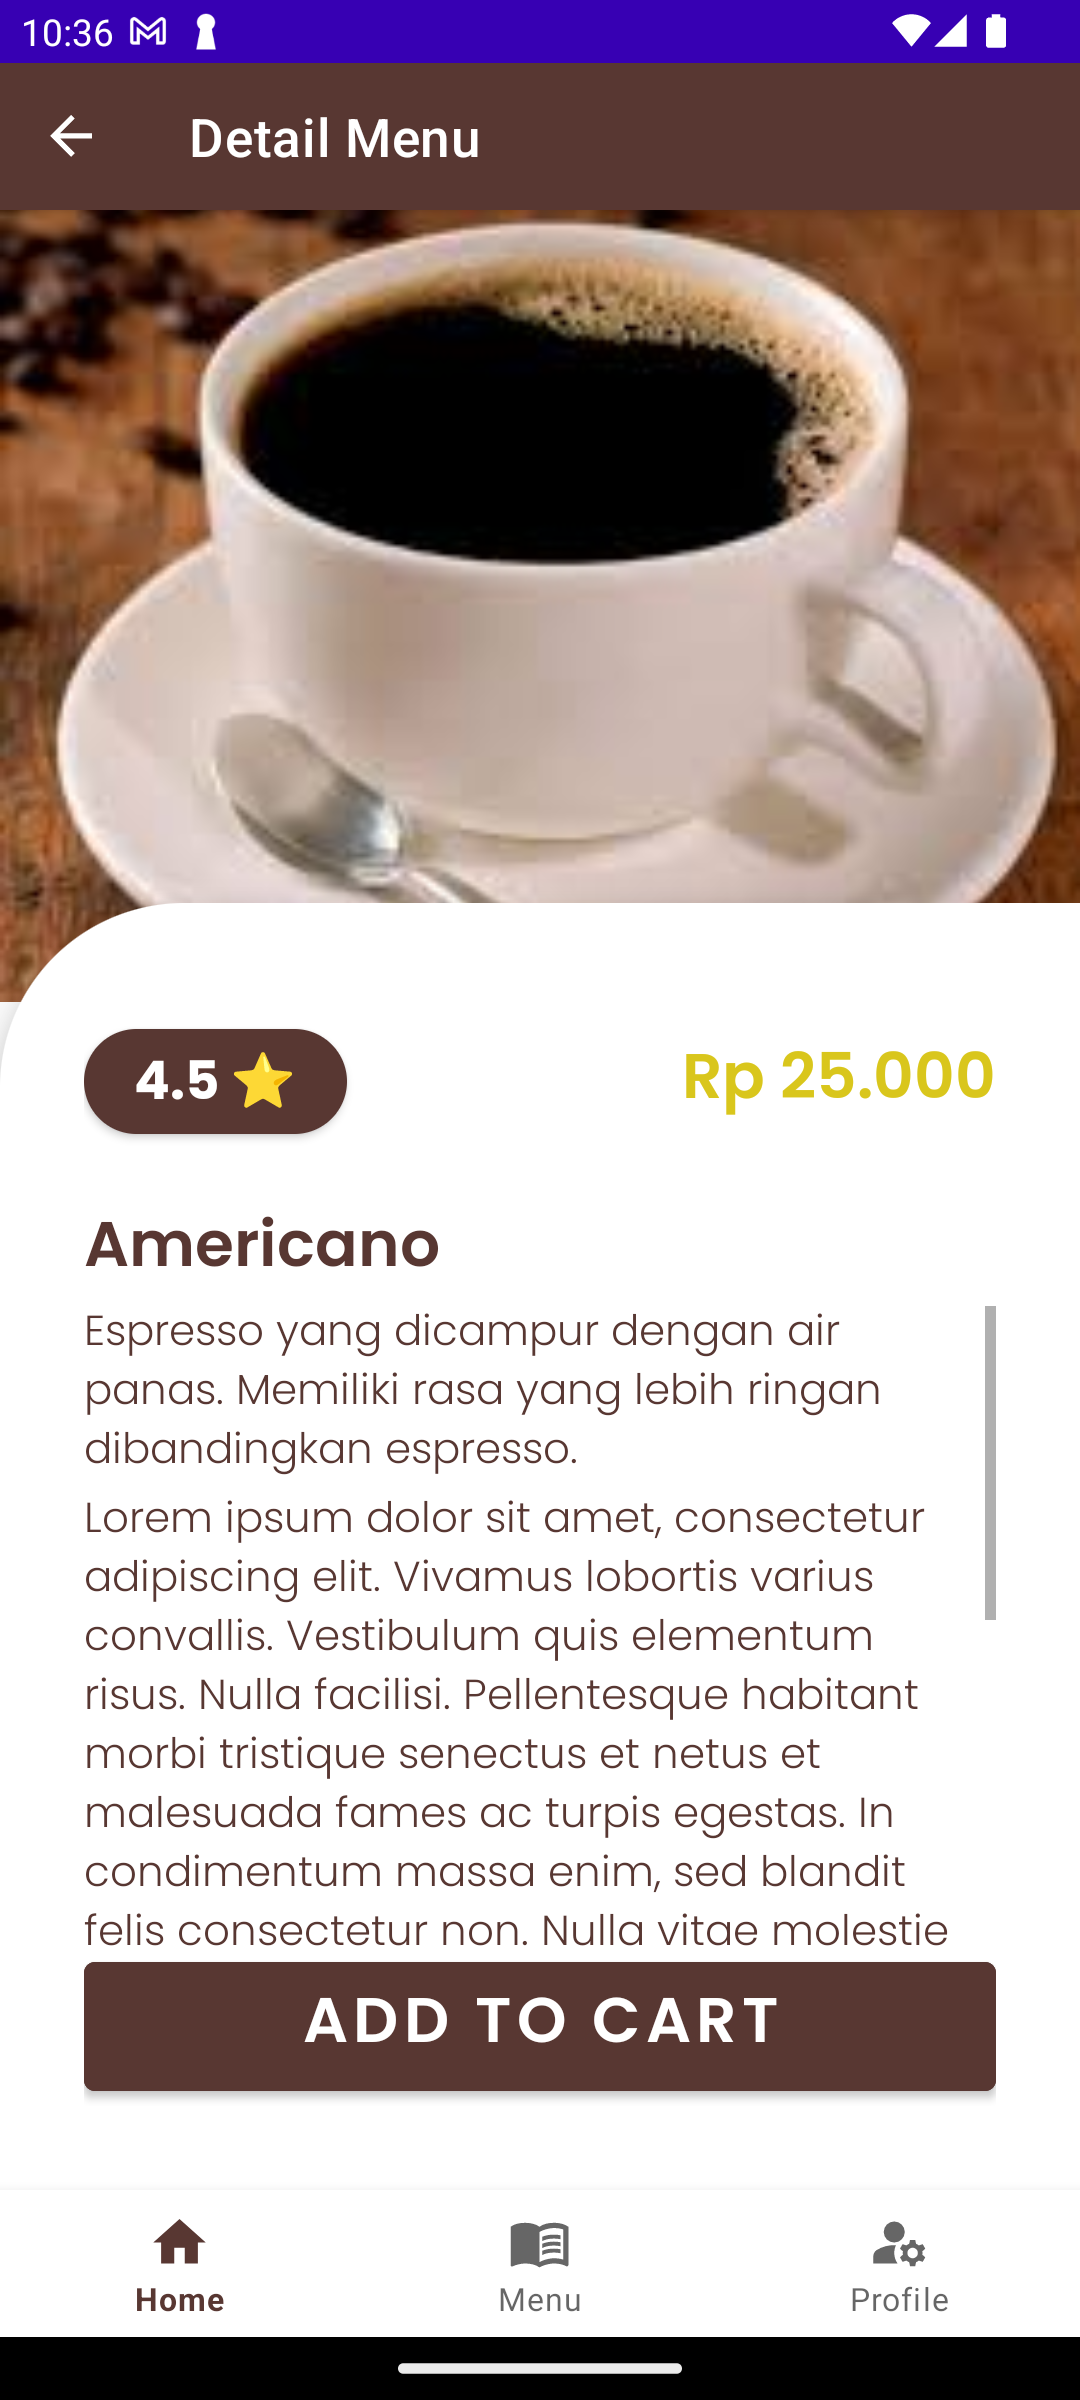 10:36
Detail Menu
4.5 ⭐
Rp 25.000
Americano
Espresso yang dicampur dengan air
panas. Memiliki rasa yang lebih ringan
dibandingkan espresso.
Lorem ipsum dolor sit amet, consectetur
adipiscing elit. Vivamus lobortis varius
convallis. Vestibulum quis elementum
risus. Nulla facilisi. Pellentesque habitant
morbi tristique senectus et netus et
malesuada fames ac turpis egestas. In
condimentum massa enim, sed blandit
felis consectetur non. Nulla vitae molestie
ADD TO CART
Home
Menu
Profile